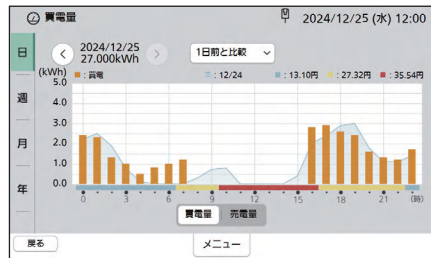 買電量
2024/12/25 (水) 12:00
日
週
月
年
2024/12/25
27.000kWh
1日前と比較
(kWh)
:買電
:12/24
:13.10円
:27.32円
:35.54円
5.0
4.0
3.0
2.0
1.0
0.0
0 3 6 9 12 15 18 21 (時)
買電量
売電量
戻る
メニュー